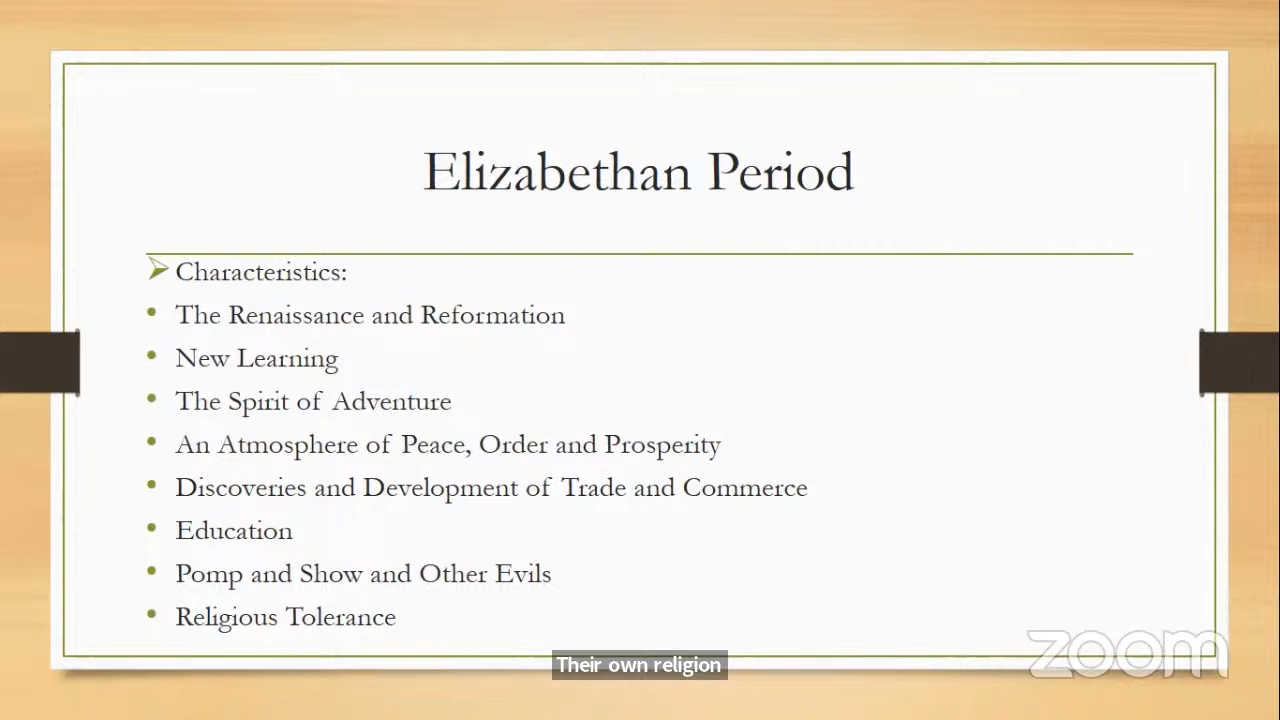 Elizabethan Period
Characteristics:
The Renaissance and Reformation
New Learning
The Spirit of Adventure
An Atmosphere of Peace, Order and Prosperity
Discoveries and Development of Trade and Commerce
Education
Pomp and Show and Other Evils
Religious Tolerance
zoom
Their own religion